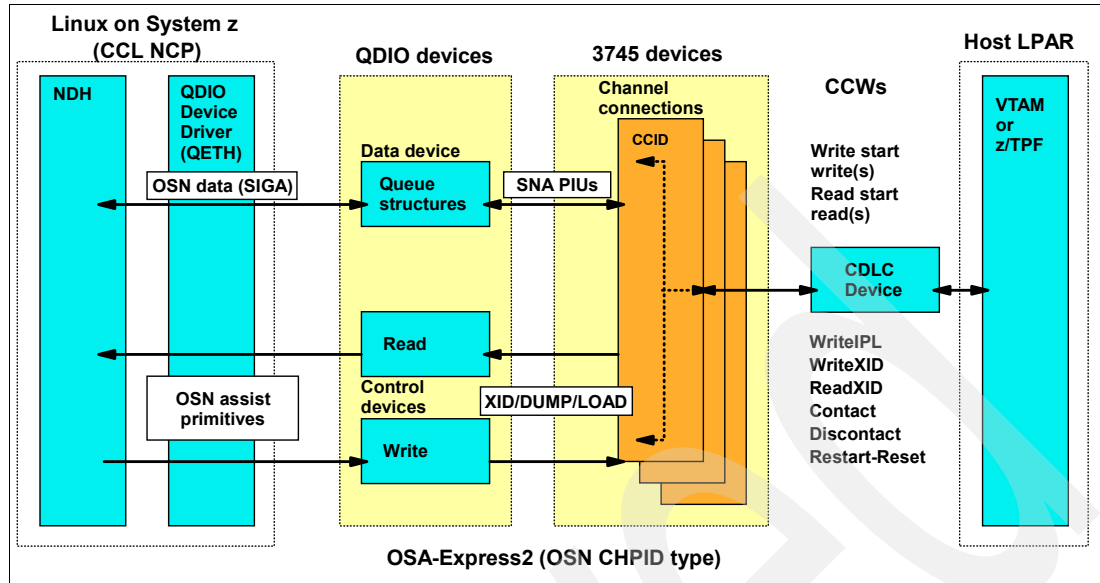 Linux on System z
(CCL NCP)
QDIO devices
3745 devices
Host LPAR
NDH
QDIO
Device
Driver
(QETH)
Channel
connections
CCWs
VTAM
or
z/TPF
CCID
Data device
Write start
write(s)
Read start
read(s)
OSN data (SIGA)
Queue
structures
SNA PIUs
CDLC
Device
Read
WriteIPL
WriteXID
ReadXID
Contact
Discontact
Restart-Reset
OSN assist
primitives
Control
devices
XID/DUMP/LOAD
Write
OSA-Express2 (OSN CHPID type)